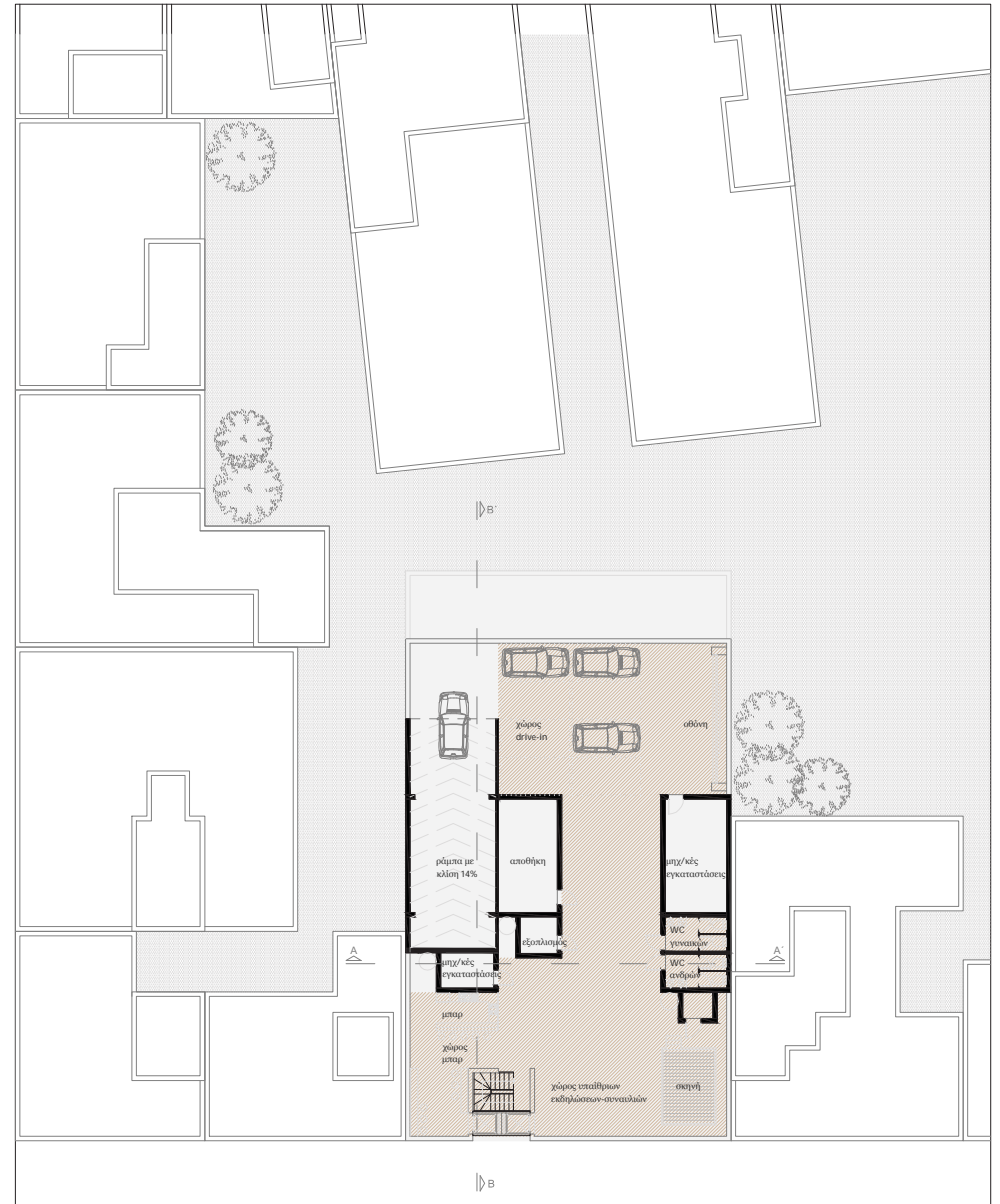 B΄
χώρος
drive-in
οθόνη
ράμπα με
κλίση 14%
αποθήκη
μηχ/κές
εγκαταστάσεις
WC
γυναικών
εξοπλισμός
A
A΄
μηχ/κές
εγκαταστάσεις
WC
ανδρών
μπαρ
χώρος
μπαρ
χώρος υπαίθριων
εκδηλώσεων-συναυλιών
σκηνή
B